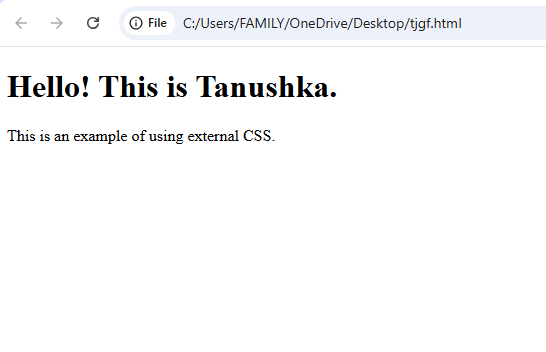 File C:/Users/FAMILY/OneDrive/Desktop/tjgf.html
Hello! This is Tanushka.
This is an example of using external CSS.